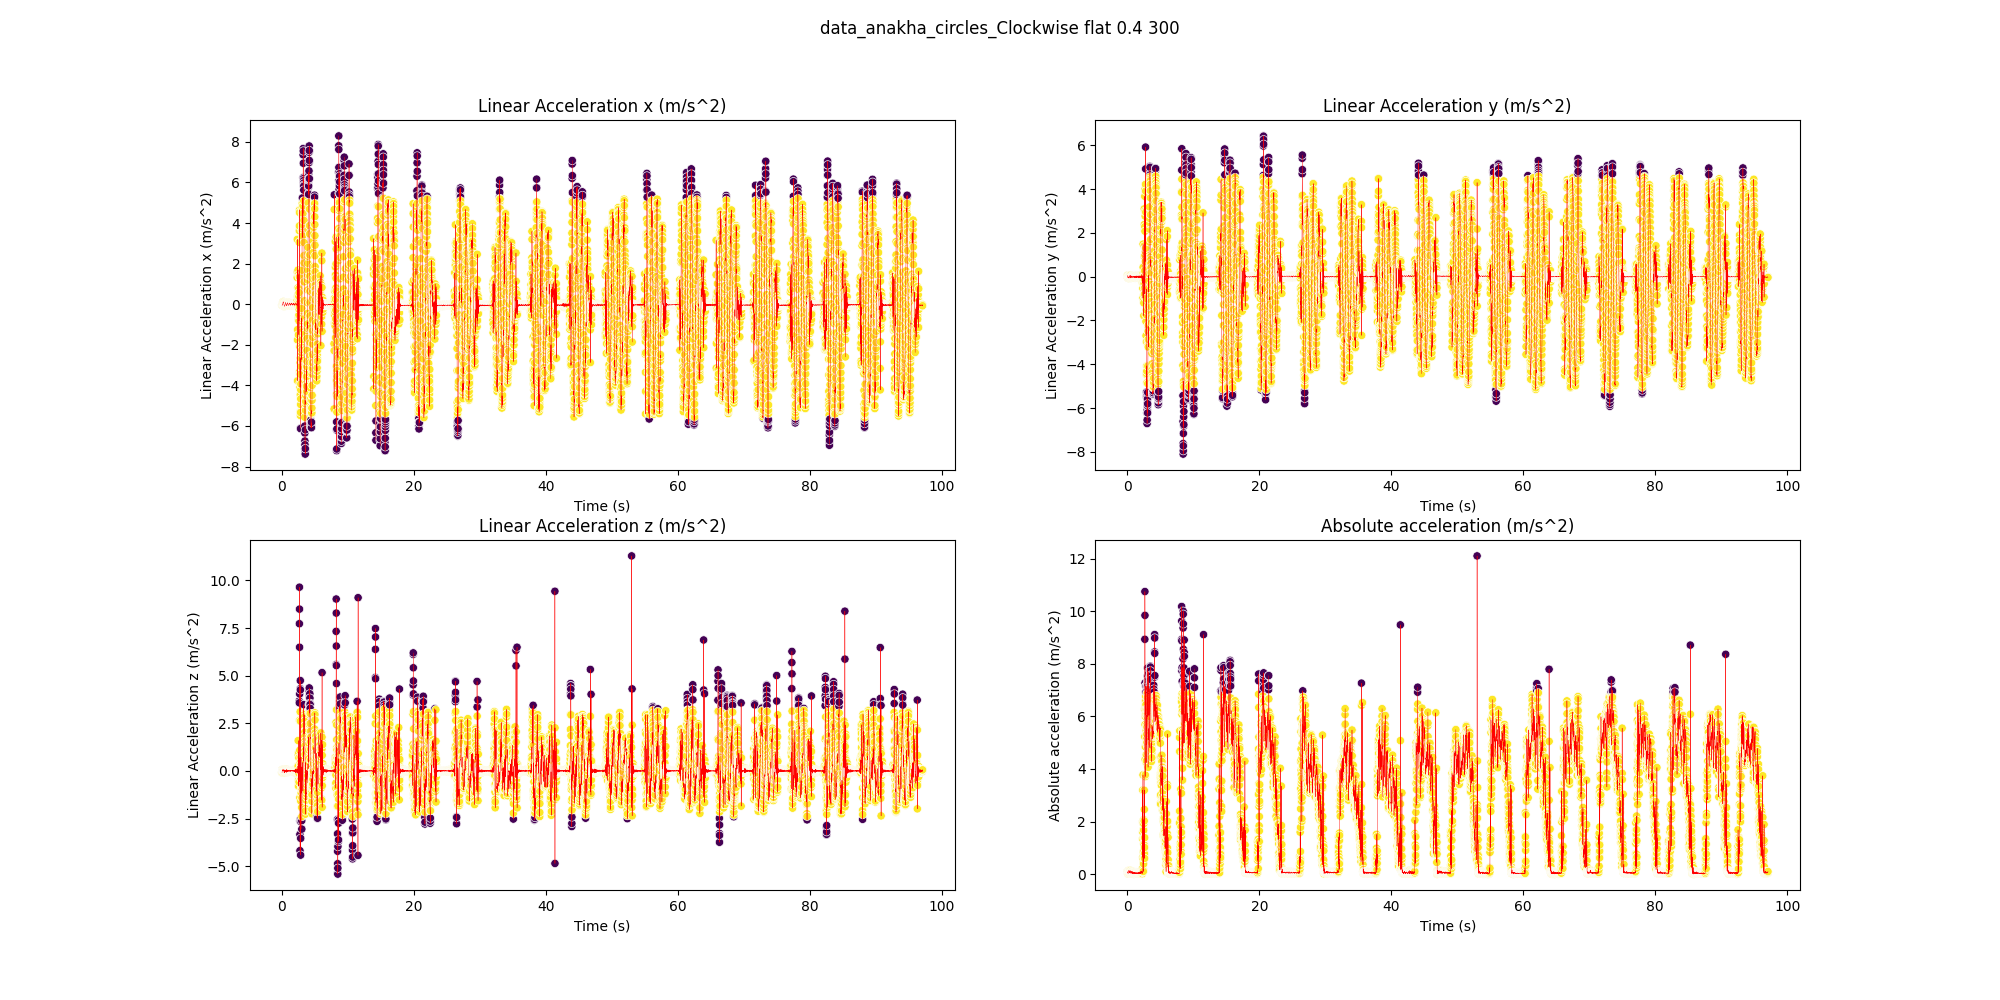 data_anakha_circles_Clockwise flat 0.4 300
Linear Acceleration x (m/s^2)
Linear Acceleration x (m/s^2)
8
6
4
2
0
−2
−4
−6
−8
0 20 40 60 80 100
Time (s)
Linear Acceleration y (m/s^2)
Linear Acceleration y (m/s^2)
6
4
2
0
−2
−4
−6
−8
0 20 40 60 80 100
Time (s)
Linear Acceleration z (m/s^2)
Linear Acceleration z (m/s^2)
10.0
7.5
5.0
2.5
0.0
−2.5
−5.0
0 20 40 60 80 100
Time (s)
Absolute acceleration (m/s^2)
Absolute acceleration (m/s^2)
12
10
8
6
4
2
0
0 20 40 60 80 100
Time (s)